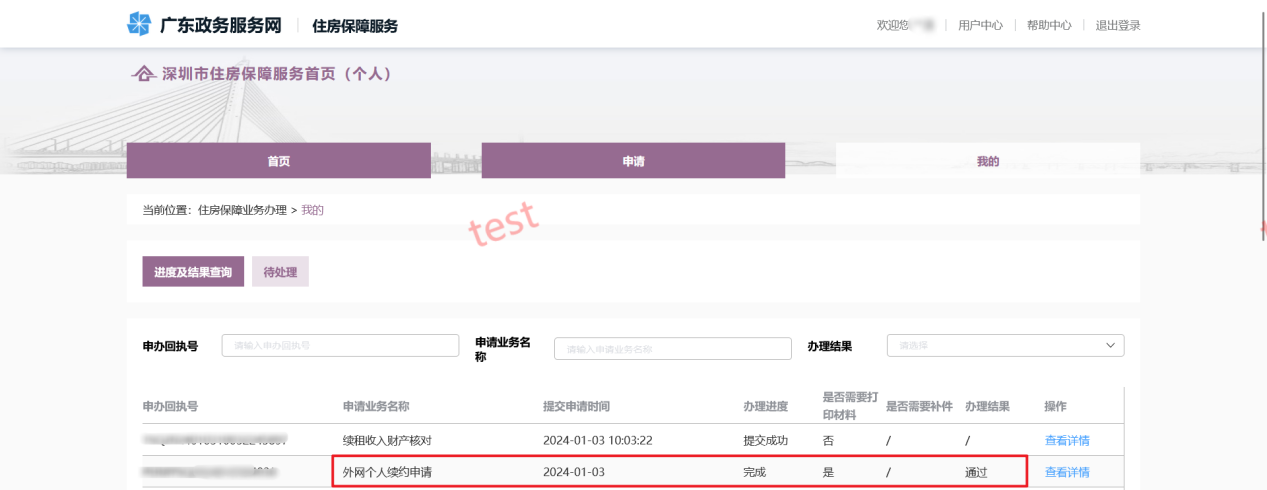 广东政务服务网 住房保障服务 欢迎您 用户中心 帮助中心 退出登录
深圳市住房保障服务首页（个人）
首页 申请 我的
当前位置：住房保障业务办理 > 我的
test
进度及结果查询 待处理
申办回执号 请输入申办回执号 申请业务名称 请输入申请业务名称 办理结果 请选择
申办回执号 申请业务名称 提交申请时间 办理进度 是否需要打印材料 是否需要补件 办理结果 操作
续租收入财产核对 2024-01-03 10:03:22 提交成功 否 / / 查看详情
外网个人续约申请 2024-01-03 完成 是 / 通过 查看详情